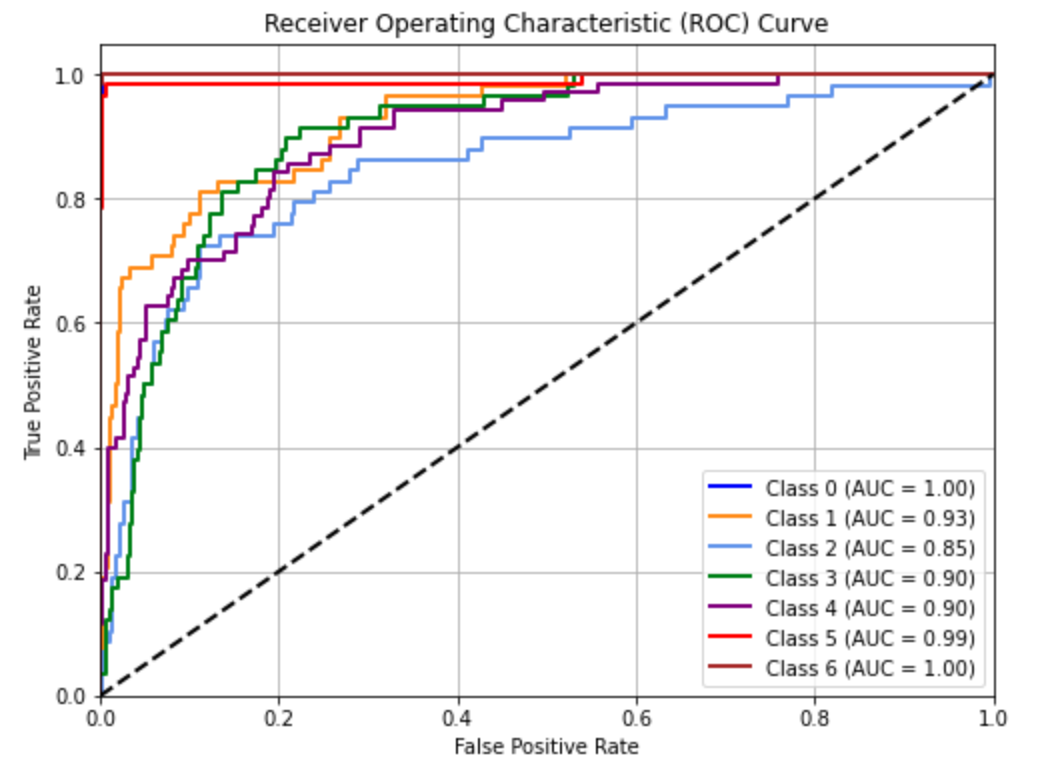 Receiver Operating Characteristic (ROC) Curve
1.0
0.8
0.6
0.4
0.2
0.0
True Positive Rate
Class 0 (AUC = 1.00)
Class 1 (AUC = 0.93)
Class 2 (AUC = 0.85)
Class 3 (AUC = 0.90)
Class 4 (AUC = 0.90)
Class 5 (AUC = 0.99)
Class 6 (AUC = 1.00)
0.0 0.2 0.4 0.6 0.8 1.0
False Positive Rate